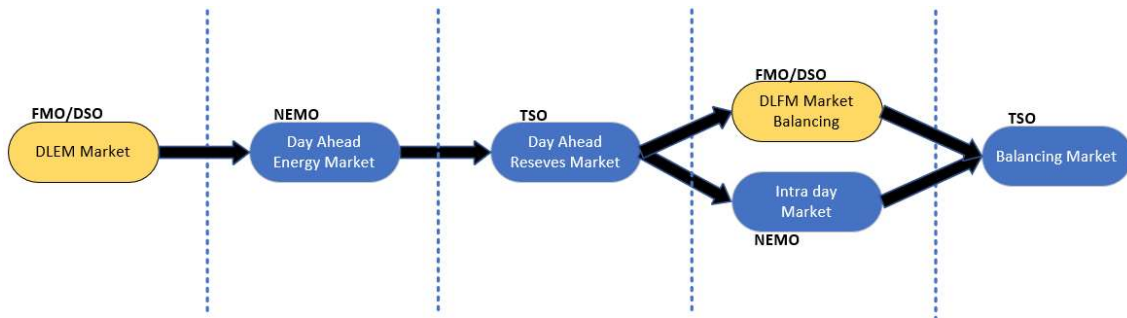 FMO/DSO
DLEM Market
NEMO
Day Ahead
Energy Market
TSO
Day Ahead
Reseves Market
FMO/DSO
DLFM Market
Balancing
Intra day
Market
NEMO
TSO
Balancing Market